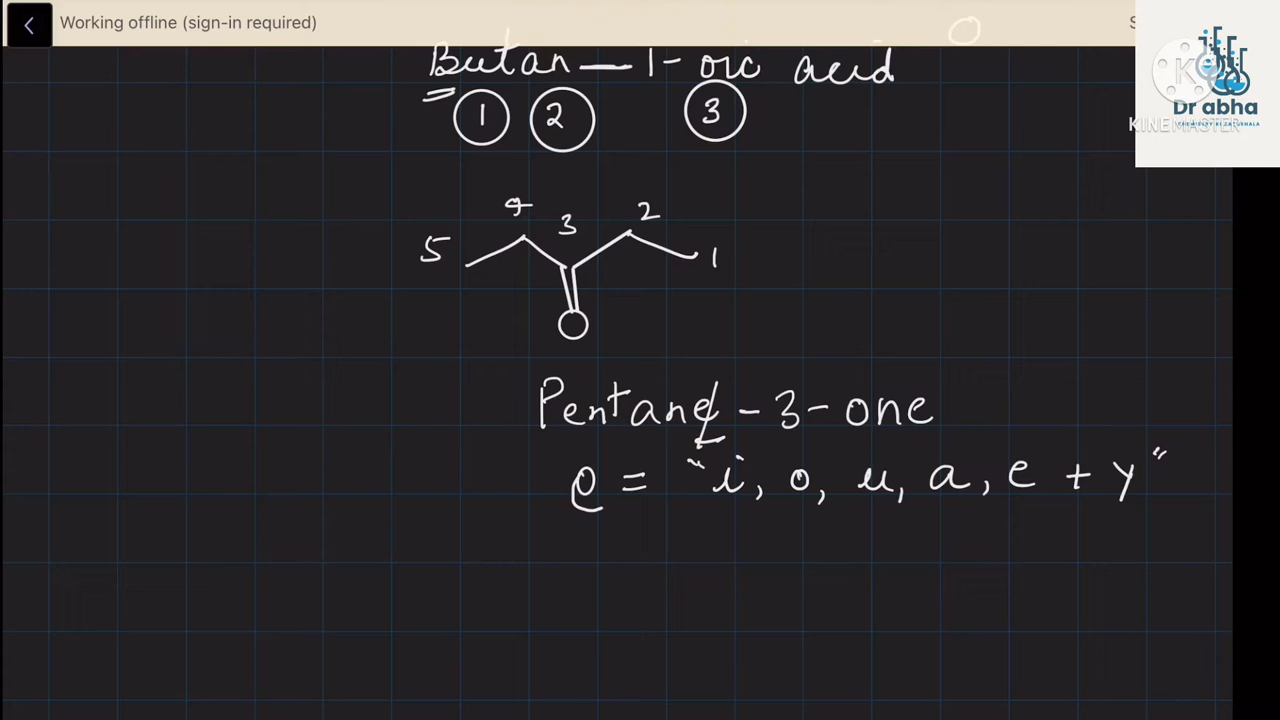 Working offline (sign-in required)
Butan - 1 - oic acid
1 2 3
Dr abha
KINEMASTER
4 3 2
5 1
O
Pentane - 3 - one
e = "i, o, u, a, e + y"